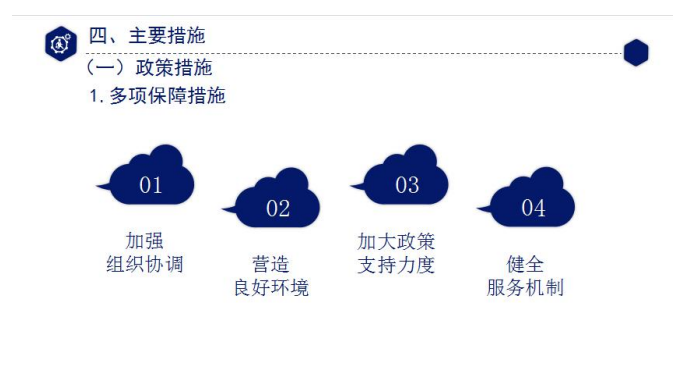 四、主要措施
（一）政策措施
1.多项保障措施
01
加强
组织协调
02
营造
良好环境
03
加大政策
支持力度
04
健全
服务机制